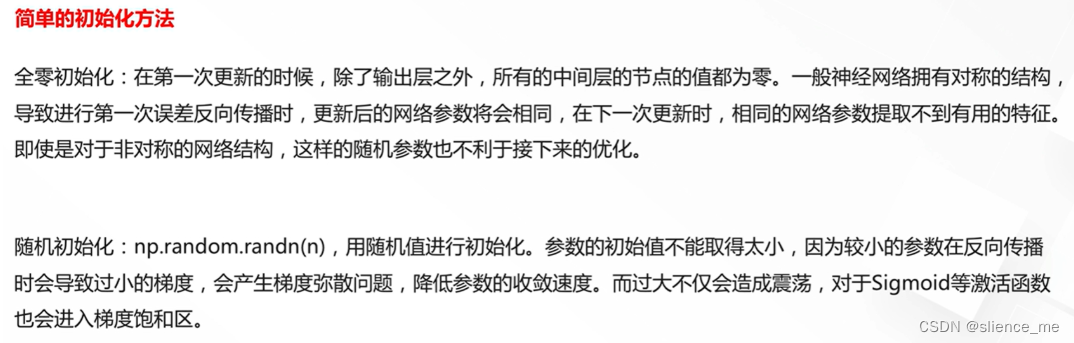 简单的初始化方法
全零初始化：在第一次更新的时候，除了输出层之外，所有的中间层的节点的值都为零。一般神经网络拥有对称的结构，
导致进行第一次误差反向传播时，更新后的网络参数将会相同，在下一次更新时，相同的网络参数提取不到有用的特征。
即使是对于非对称的网络结构，这样的随机参数也不利于接下来的优化。
随机初始化：np.random.randn(n)，用随机值进行初始化。参数的初始值不能取得太小，因为较小的参数在反向传播
时会导致过小的梯度，会产生梯度弥散问题，降低参数的收敛速度。而过大不仅会造成震荡，对于Sigmoid等激活函数
也会进入梯度饱和区。
CSDN @slience_me